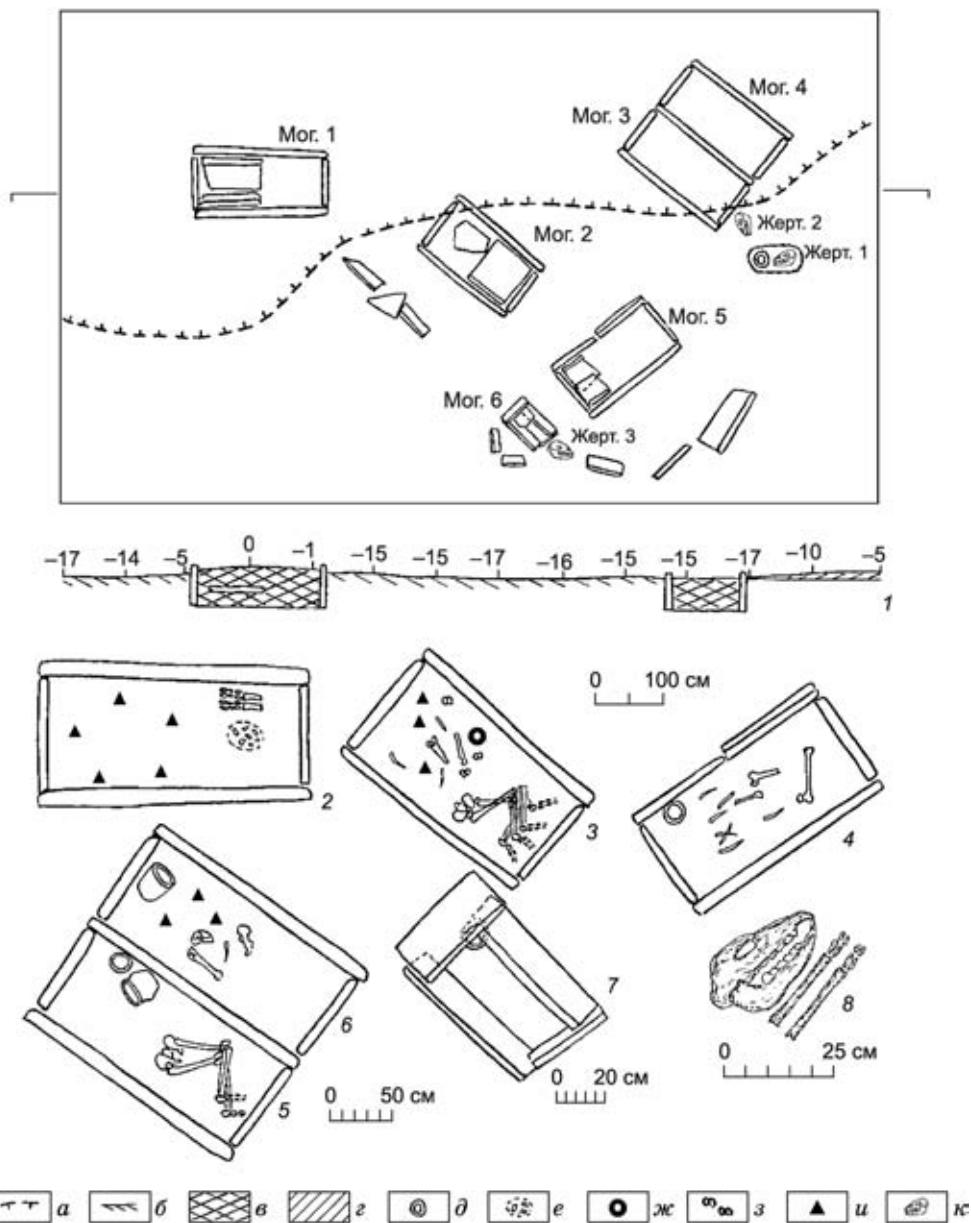 Мог. 4
Мог. 3
Мог. 1
Жерт. 2
Мог. 2
Жерт. 1
Мог. 5
Мог. 6
Жерт. 3
–17 –14 –5 0 –1 –15 –15 –17 –16 –15 –15 –17 –10 –5
1
0 100 см
2
3
4
6
7
8
5
0 50 см
0 20 см
0 25 см
а б в г д е ж з и к